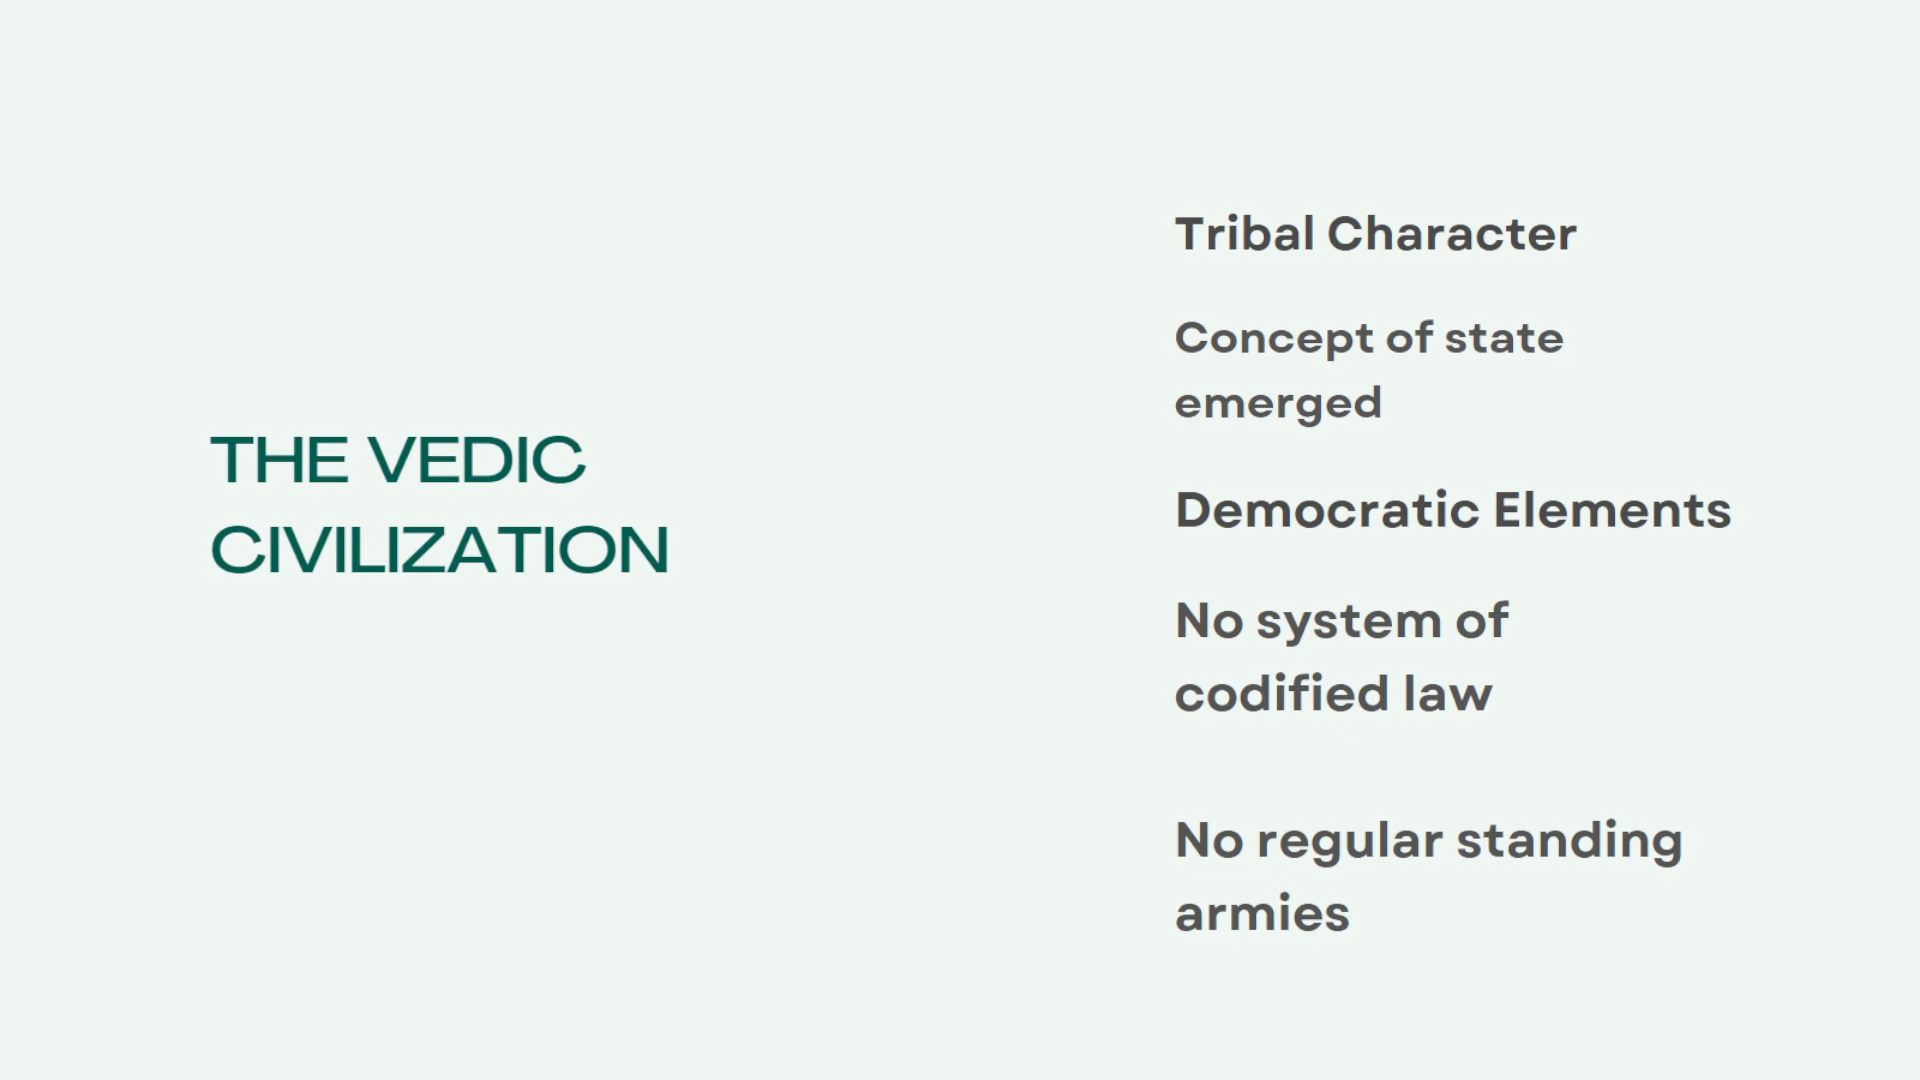 THE VEDIC
CIVILIZATION
Tribal Character
Concept of state
emerged
Democratic Elements
No system of
codified law
No regular standing
armies